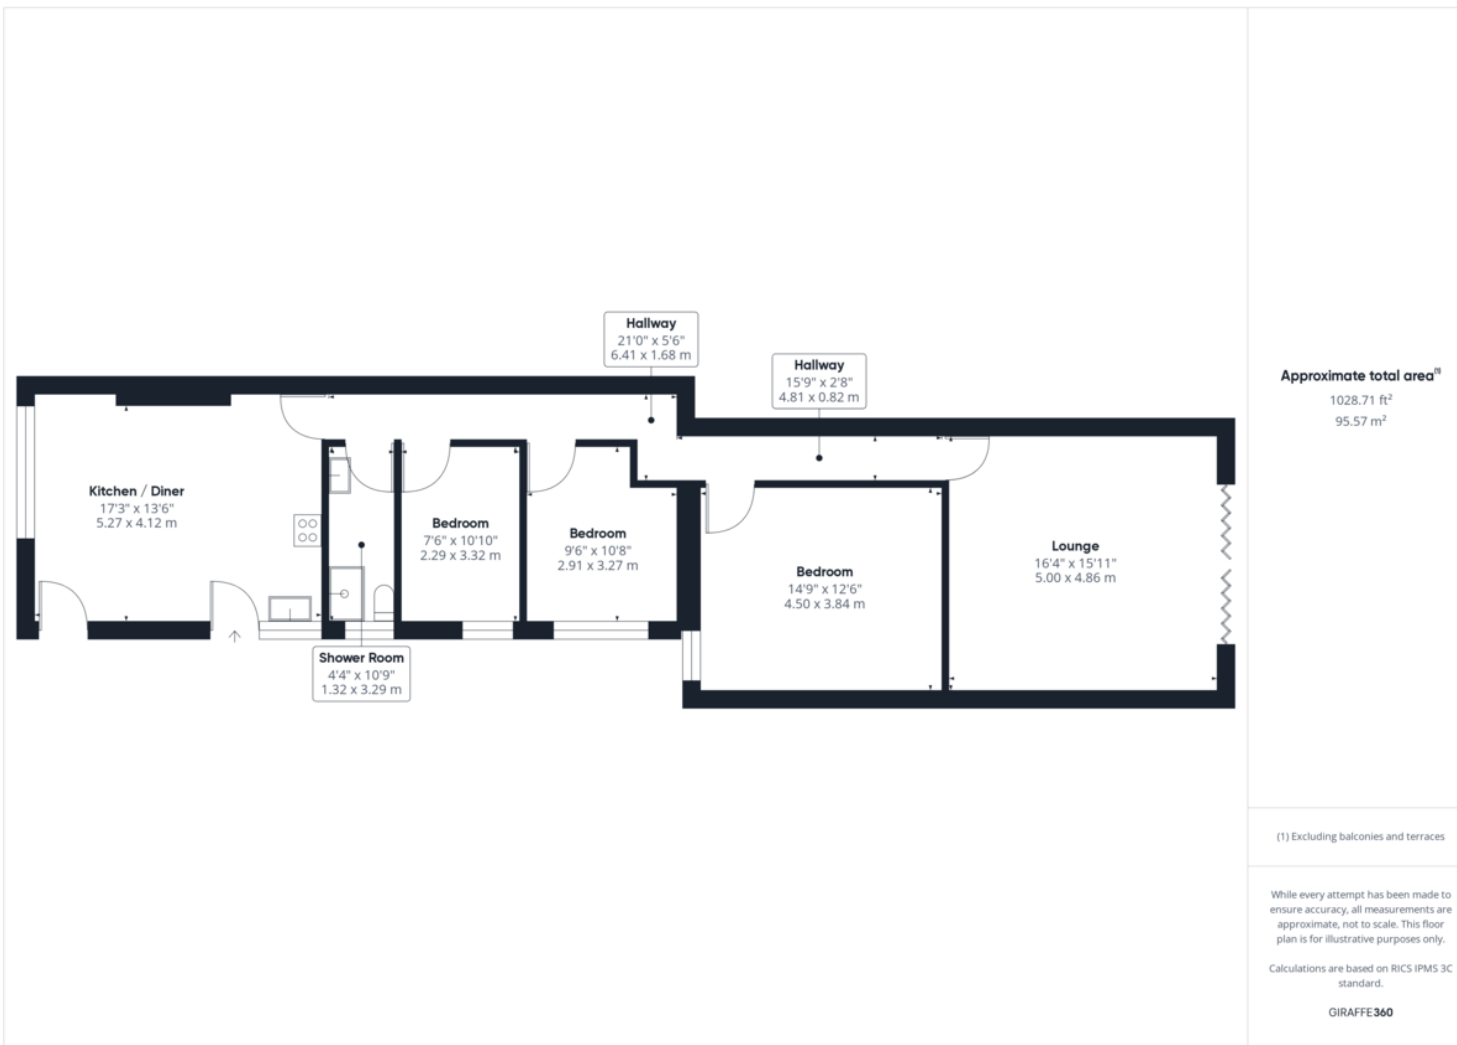 Hallway
21'0" x 5'6"
6.41 x 1.68 m
Hallway
15'9" x 2'8"
4.81 x 0.82 m
Kitchen / Diner
17'3" x 13'6"
5.27 x 4.12 m
Bedroom
7'6" x 10'10"
2.29 x 3.32 m
Bedroom
9'6" x 10'8"
2.91 x 3.27 m
Bedroom
14'9" x 12'6"
4.50 x 3.84 m
Lounge
16'4" x 15'11"
5.00 x 4.86 m
Shower Room
4'4" x 10'9"
1.32 x 3.29 m
Approximate total area(1)
1028.71 ft²
95.57 m²
(1) Excluding balconies and terraces
While every attempt has been made to
ensure accuracy, all measurements are
approximate, not to scale. This floor
plan is for illustrative purposes only.
Calculations are based on RICS IPMS 3C
standard.
GIRAFFE360